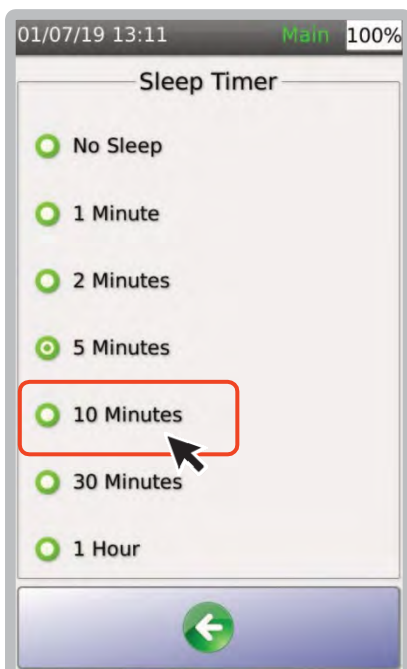 01/07/19 13:11 Main 100%
Sleep Timer
No Sleep
1 Minute
2 Minutes
5 Minutes
10 Minutes
30 Minutes
1 Hour